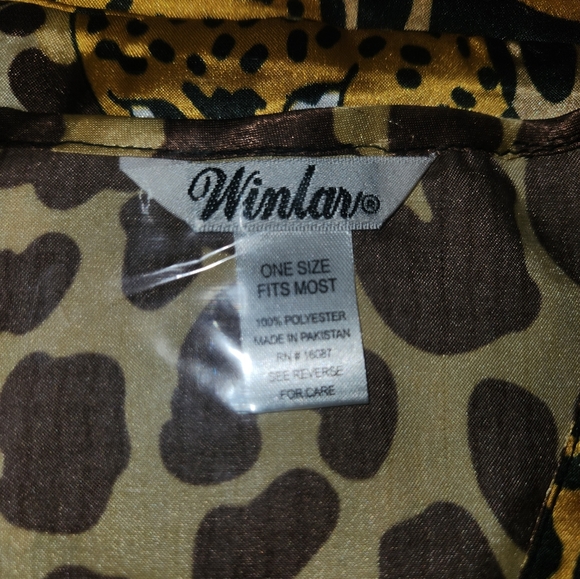 Winlar®
ONE SIZE
FITS MOST
100% POLYESTER
MADE IN PAKISTAN
RN # 16087
SEE REVERSE
FOR CARE